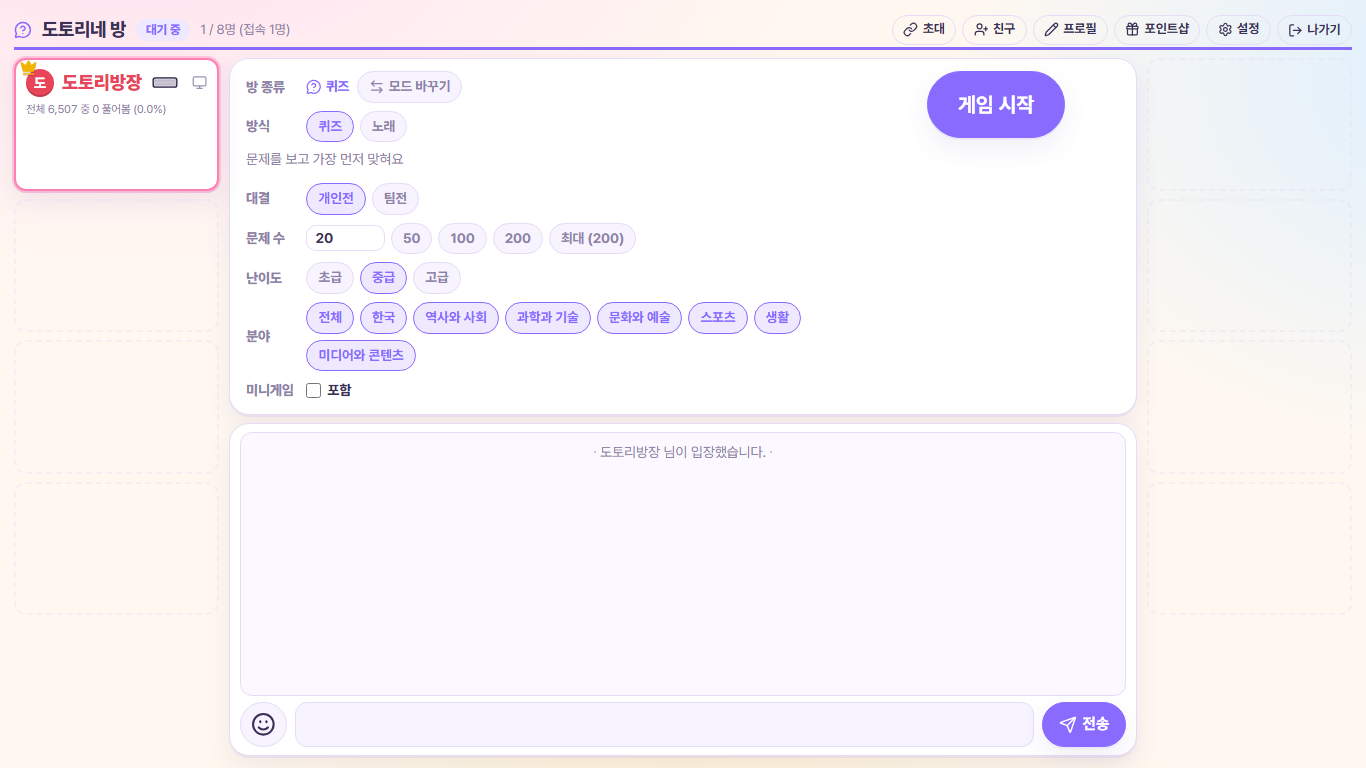 도토리네 방 대기 중 1 / 8명 (접속 1명) 초대 친구 프로필 포인트샵 설정 나가기
도 도토리방장
전체 6,507 중 0 풀어봄 (0.0%)
방 종류 퀴즈 모드 바꾸기
게임 시작
방식 퀴즈 노래
문제를 보고 가장 먼저 맞혀요
대결 개인전 팀전
문제 수 20 50 100 200 최대 (200)
난이도 초급 중급 고급
분야 전체 한국 역사와 사회 과학과 기술 문화와 예술 스포츠 생활
미디어와 콘텐츠
미니게임 포함
· 도토리방장 님이 입장했습니다. ·
전송